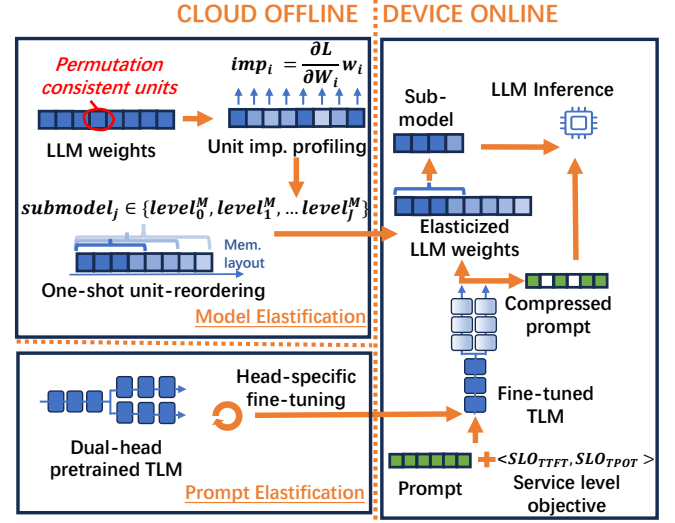 CLOUD OFFLINE
DEVICE ONLINE
Permutation
consistent units
imp_i = ∂L/∂W_i w_i
LLM weights
Unit imp. profiling
submodel_j ∈ {level_0^M, level_1^M, … level_j^M}
Mem.
layout
One-shot unit-reordering
Model Elastification
Head-specific
fine-tuning
Dual-head
pretrained TLM
Prompt Elastification
Sub-
model
LLM Inference
Elasticized
LLM weights
Compressed
prompt
Fine-tuned
TLM
Prompt
+ <SLO_TTFT, SLO_TPOT >
Service level
objective